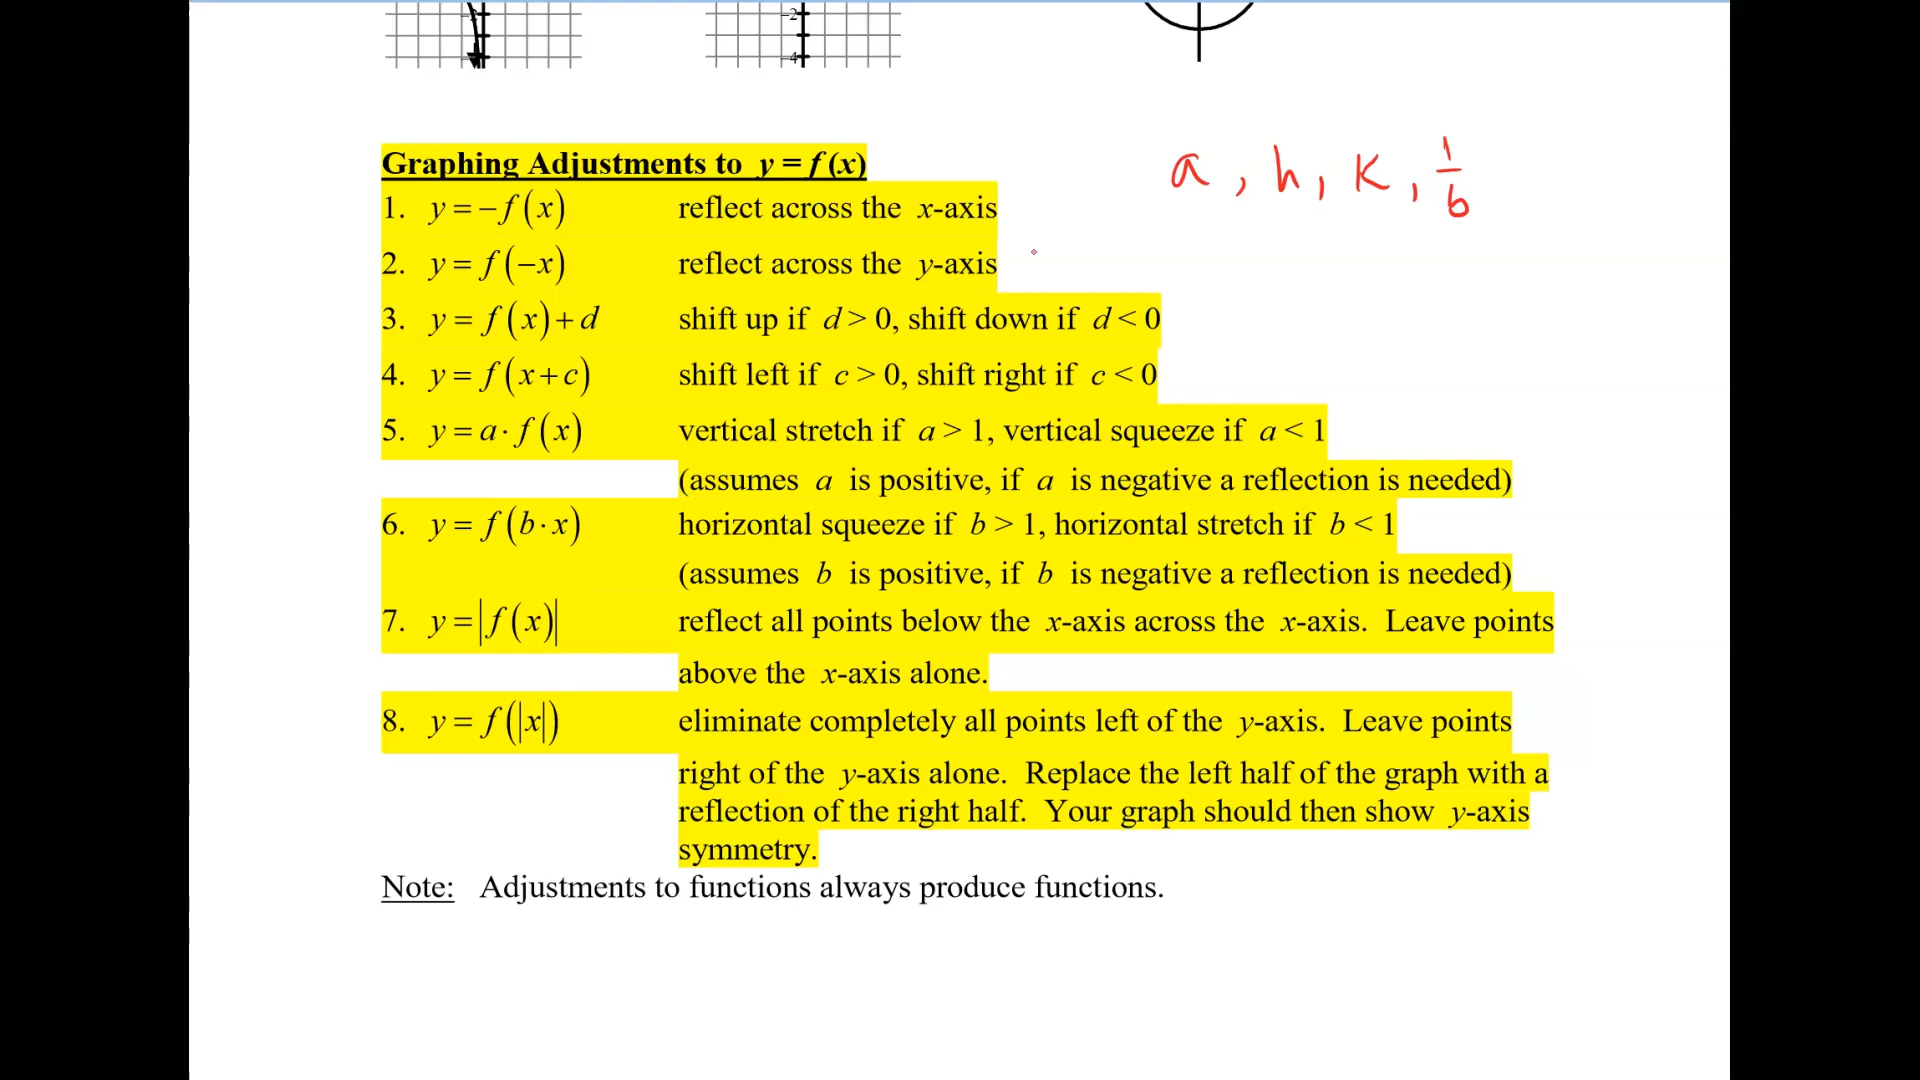 -2
-4
Graphing Adjustments to y = f (x)
a , h , K , 1/b
1. y = −f(x) reflect across the x-axis
2. y = f(−x) reflect across the y-axis
3. y = f(x)+d shift up if d > 0, shift down if d < 0
4. y = f(x+c) shift left if c > 0, shift right if c < 0
5. y = a· f(x) vertical stretch if a > 1, vertical squeeze if a < 1
(assumes a is positive, if a is negative a reflection is needed)
6. y = f(b·x) horizontal squeeze if b > 1, horizontal stretch if b < 1
(assumes b is positive, if b is negative a reflection is needed)
7. y = |f(x)| reflect all points below the x-axis across the x-axis. Leave points
above the x-axis alone.
8. y = f(|x|) eliminate completely all points left of the y-axis. Leave points
right of the y-axis alone. Replace the left half of the graph with a
reflection of the right half. Your graph should then show y-axis
symmetry.
Note: Adjustments to functions always produce functions.